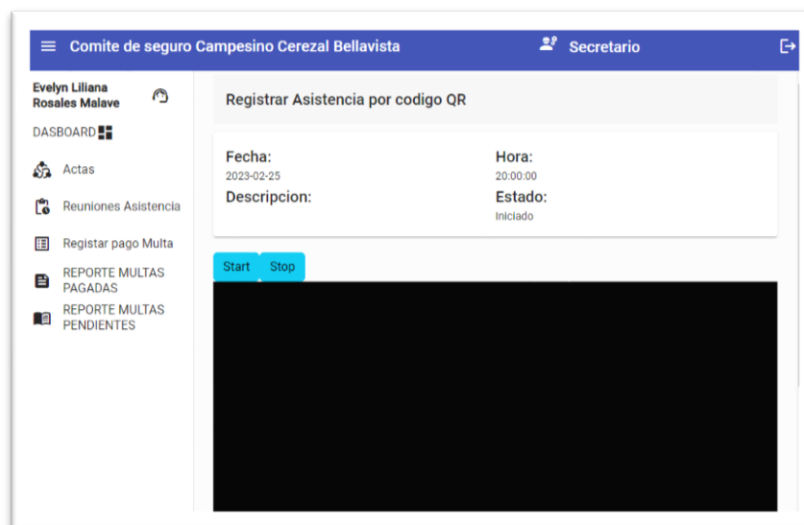 Comite de seguro Campesino Cerezal Bellavista
Secretario
Evelyn Liliana
Rosales Malave
DASBOARD
Actas
Reuniones Asistencia
Registar pago Multa
REPORTE MULTAS
PAGADAS
REPORTE MULTAS
PENDIENTES
Registrar Asistencia por codigo QR
Fecha:
2023-02-25
Hora:
20:00:00
Descripcion:
Estado:
Iniciado
Start Stop